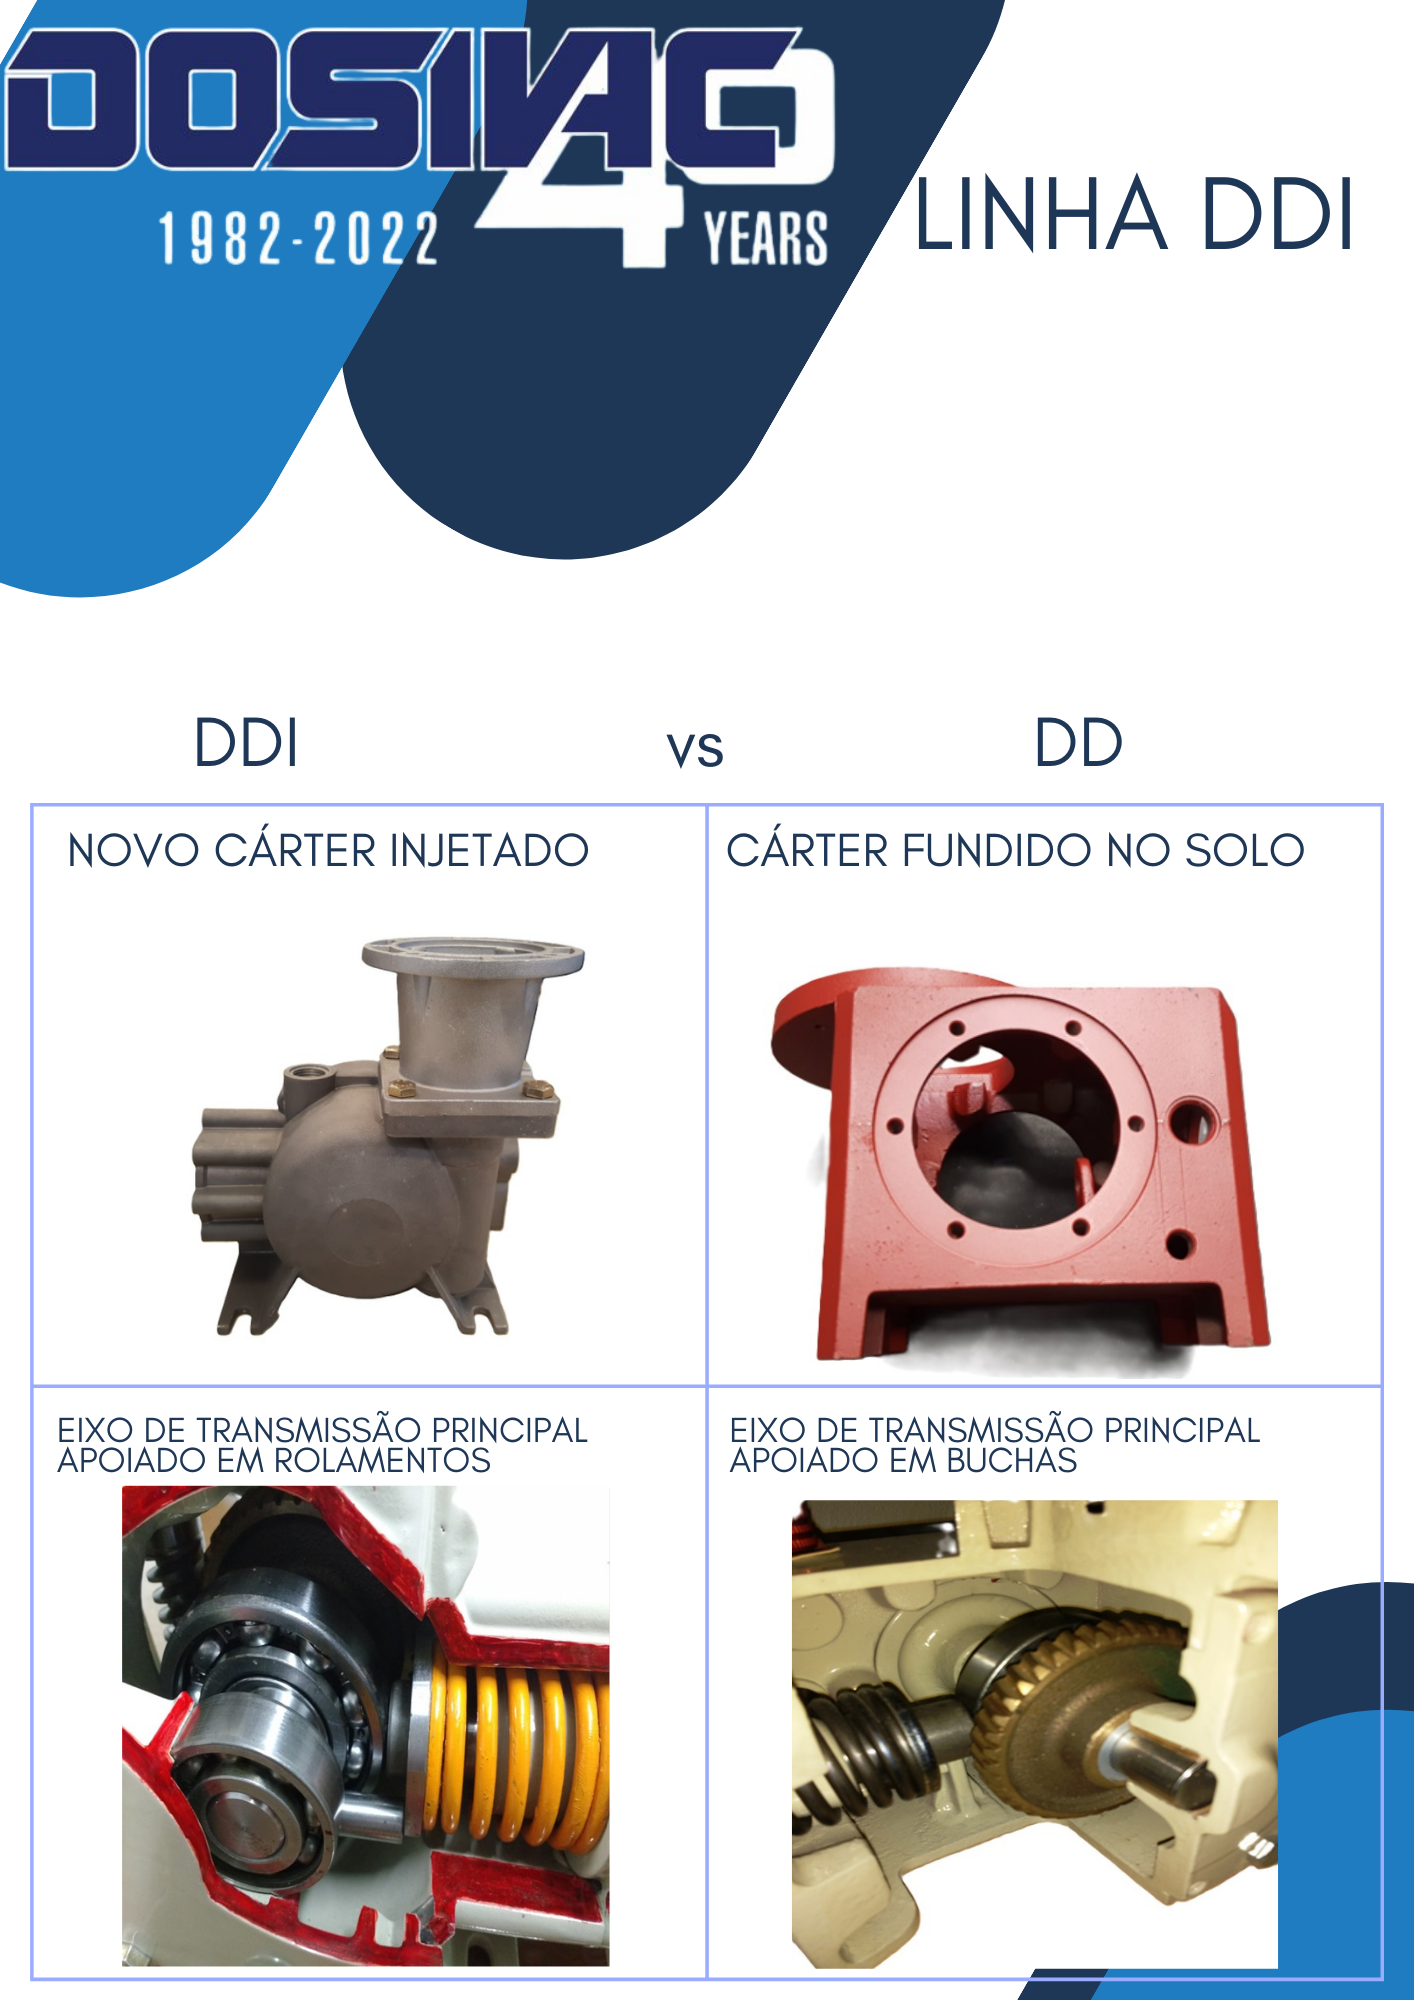 DOSIVAC
40
1982-2022
YEARS
LINHA DDI
DDI
vs
DD
NOVO CÁRTER INJETADO
CÁRTER FUNDIDO NO SOLO
EIXO DE TRANSMISSÃO PRINCIPAL
APOIADO EM ROLAMENTOS
EIXO DE TRANSMISSÃO PRINCIPAL
APOIADO EM BUCHAS